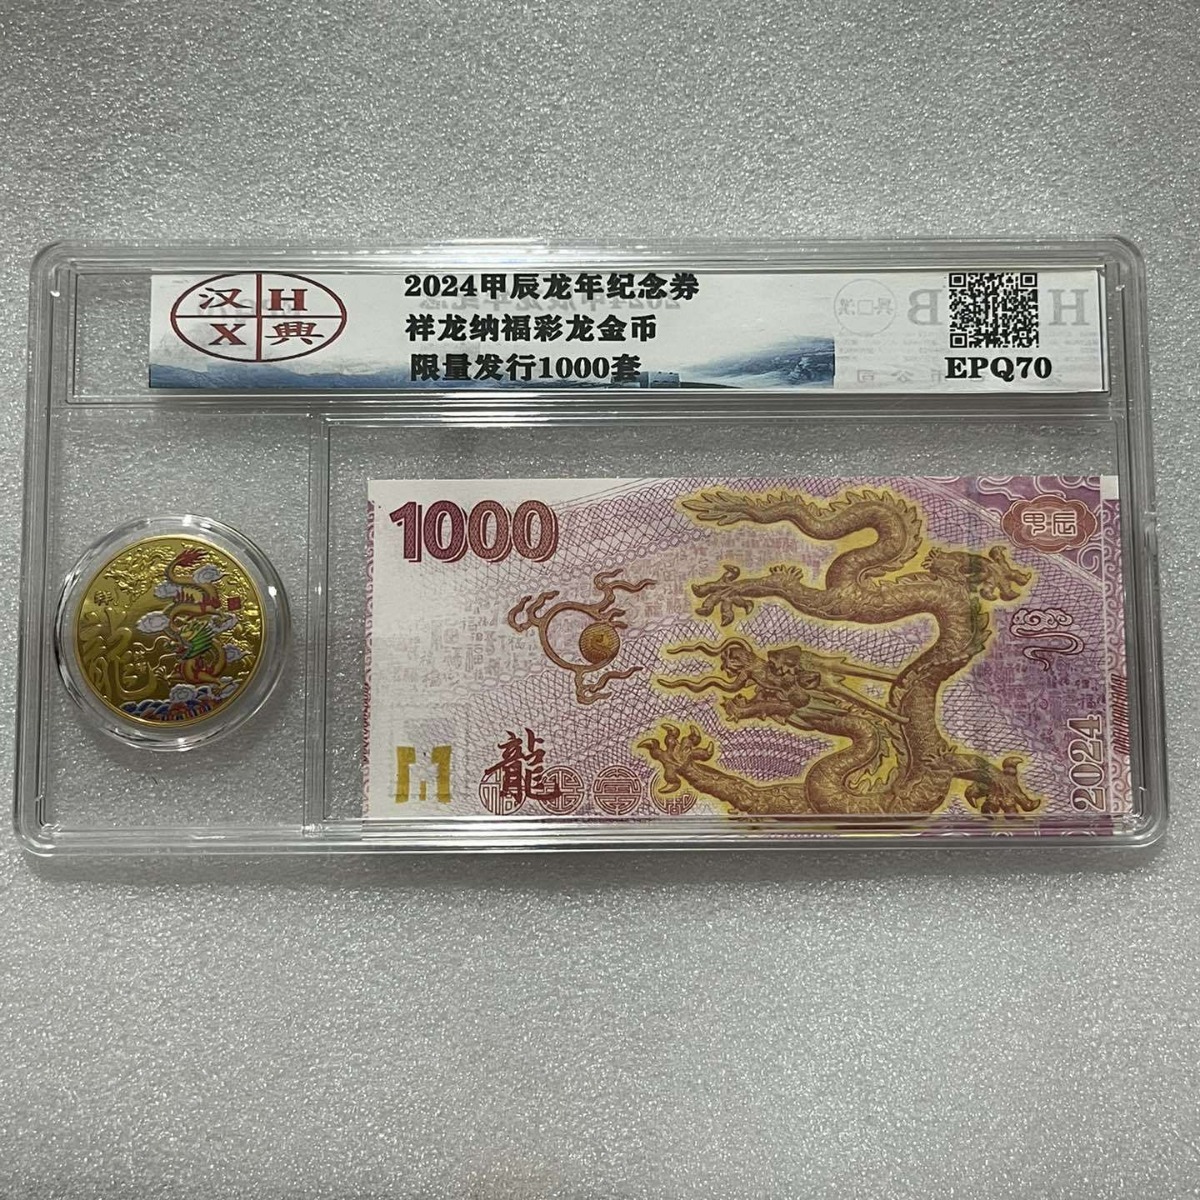 汉 H
X 興
2024甲辰龙年纪念券
祥龙纳福彩龙金币
限量发行1000套
EPQ70
1000
甲辰
龍
2024